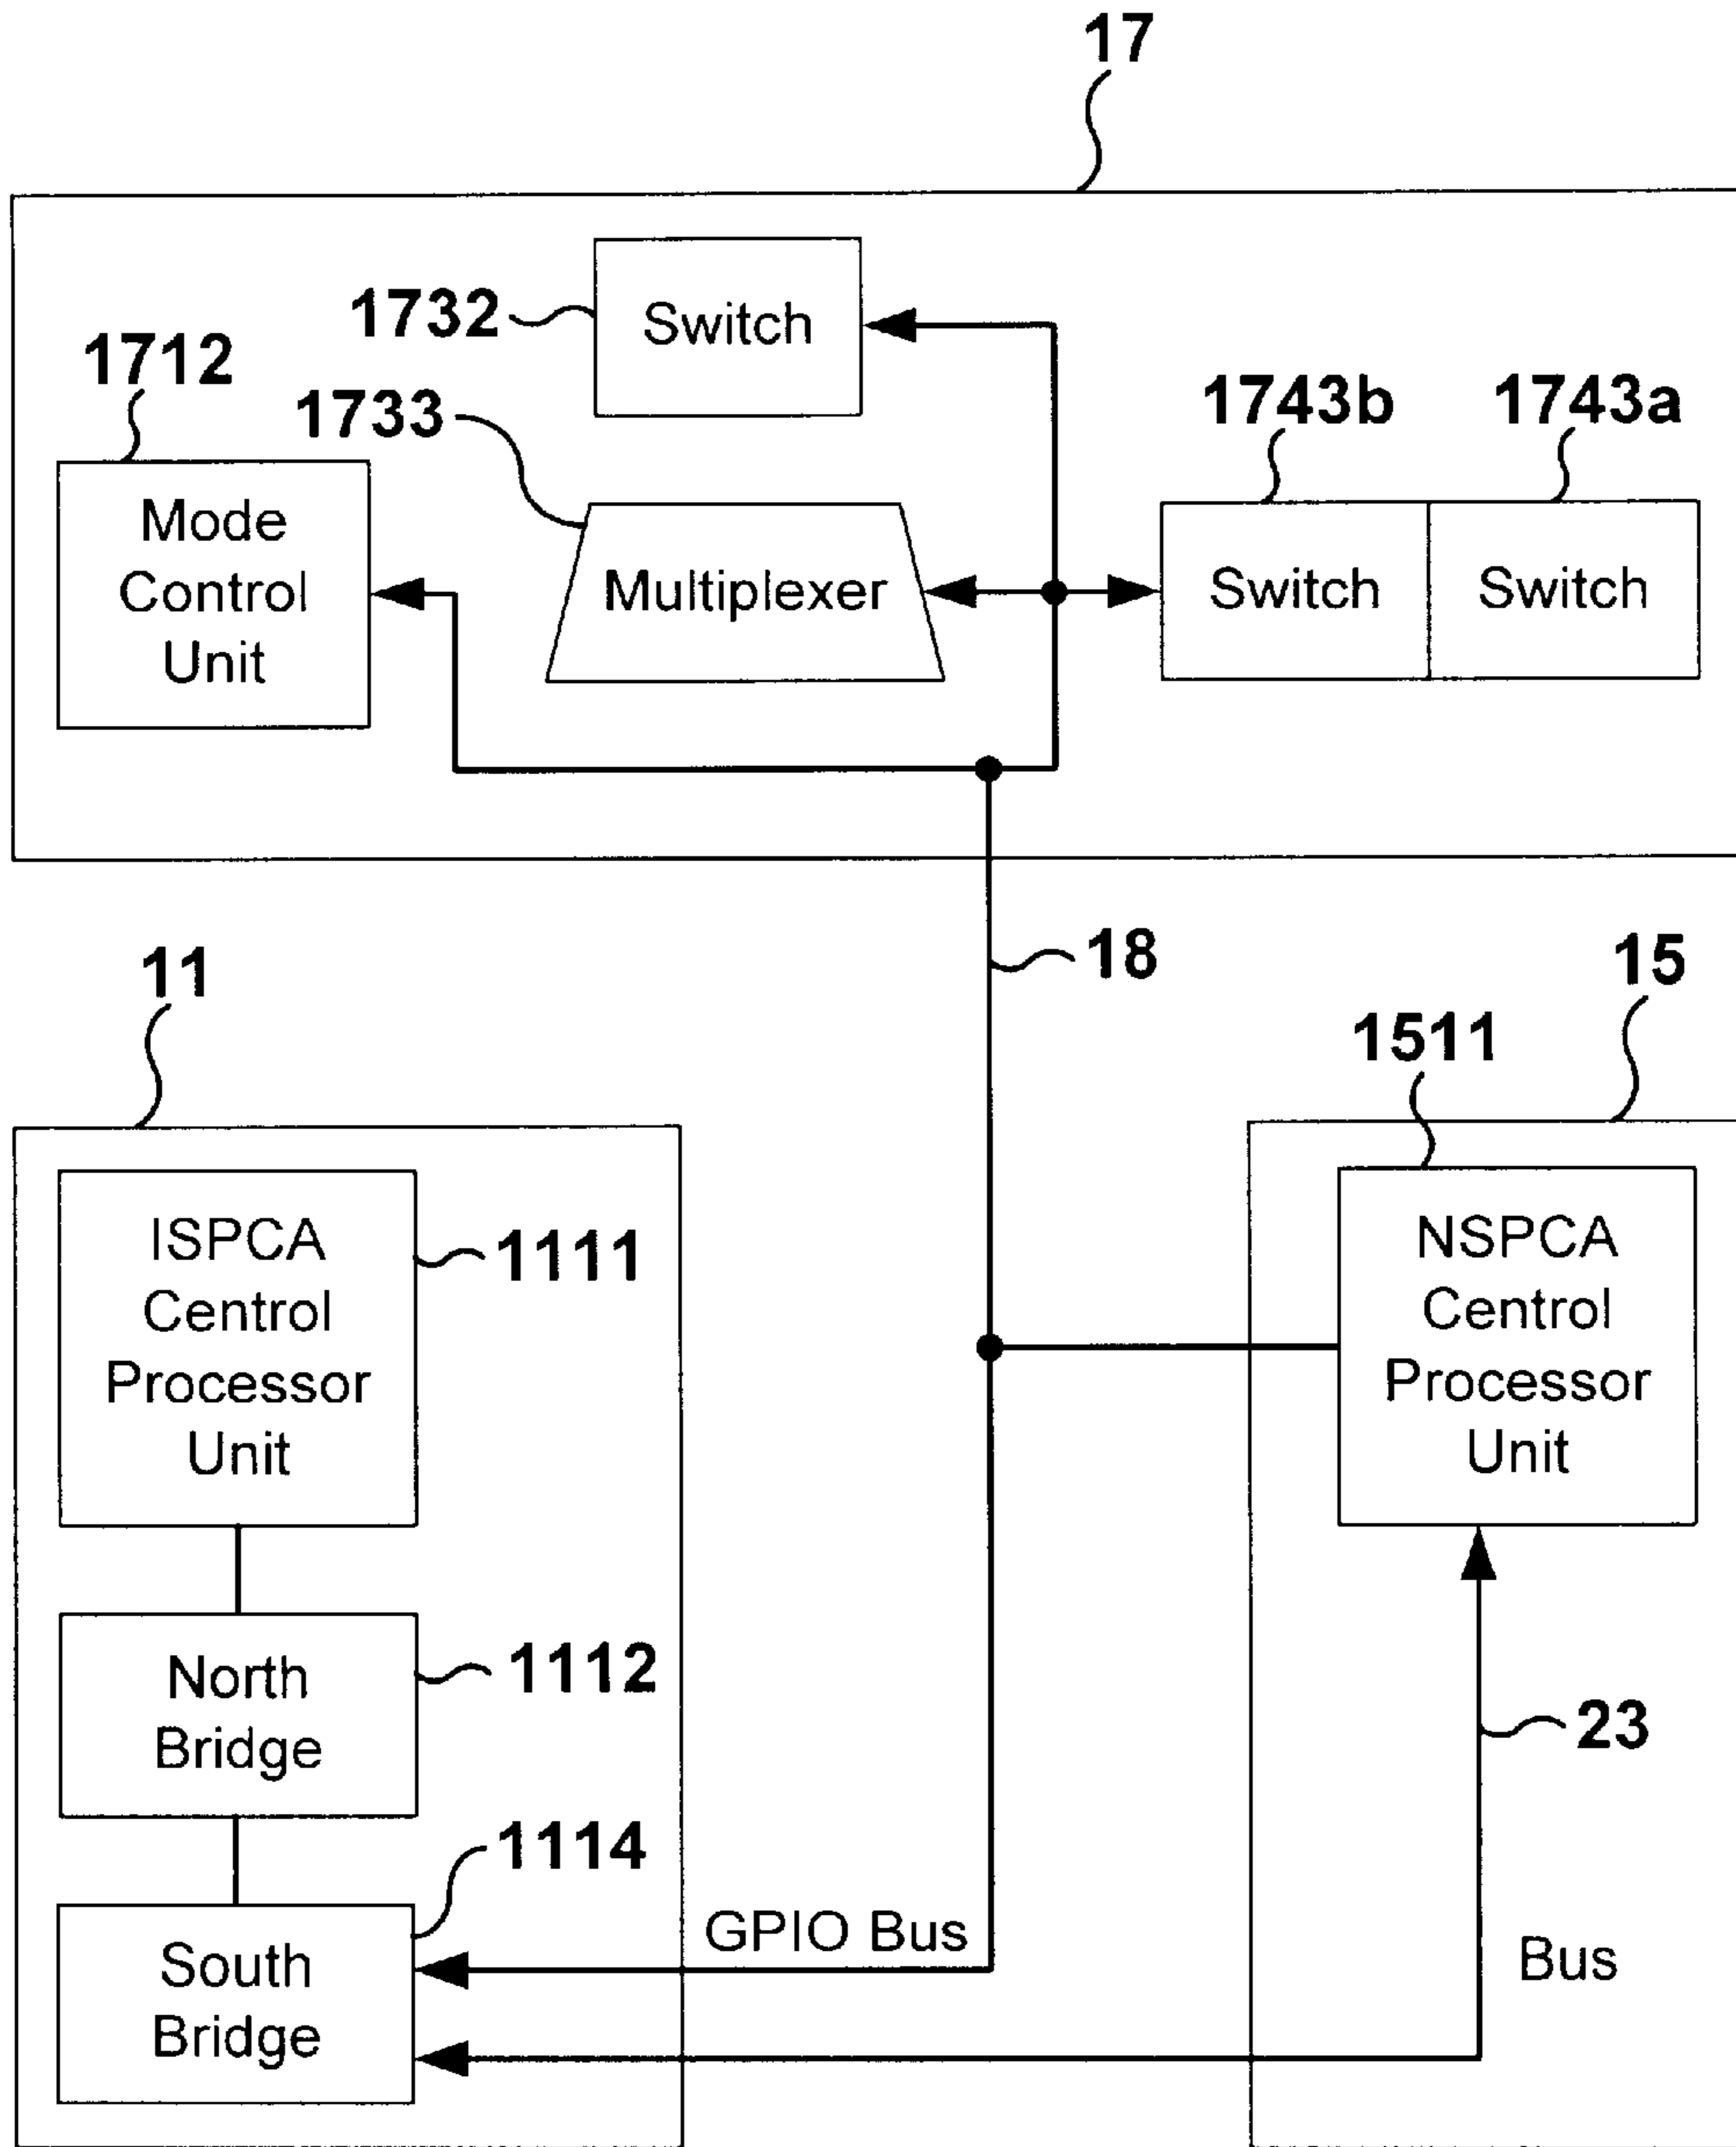 17
1732
Switch
1712
1733
1743b
1743a
Mode
Control
Unit
Multiplexer
Switch
Switch
11
18
15
1511
ISPCA
Centrol
Processor
Unit
1111
NSPCA
Centrol
Processor
Unit
North
Bridge
1112
23
1114
South
Bridge
GPIO Bus
Bus